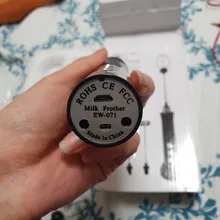 ROHS CE FCC
Milk Frother
EW-071
Made In China